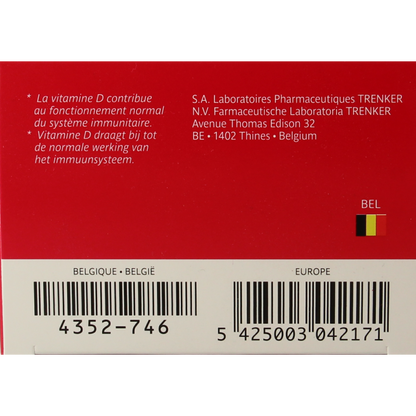 * La vitamine D contribue
au fonctionnement normal
du système immunitaire.
* Vitamine D draagt bij tot
de normale werking van
het immuunsysteem.
S.A. Laboratoires Pharmaceutiques TRENKER
N.V. Farmaceutische Laboratoria TRENKER
Avenue Thomas Edison 32
BE • 1402 Thines • Belgium
BEL
BELGIQUE • BELGIË
4352-746
EUROPE
5 425003 042171